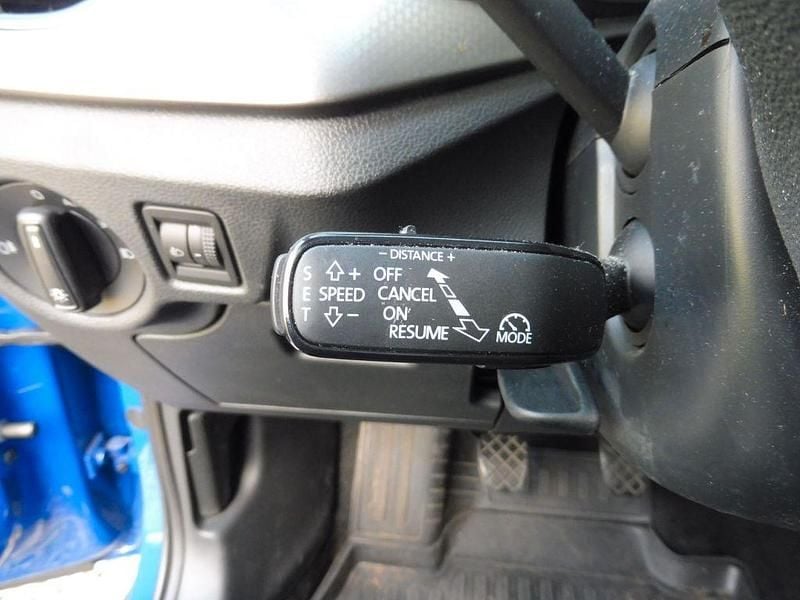 - DISTANCE +
S + OFF
E SPEED CANCEL
T - ON
RESUME
MODE